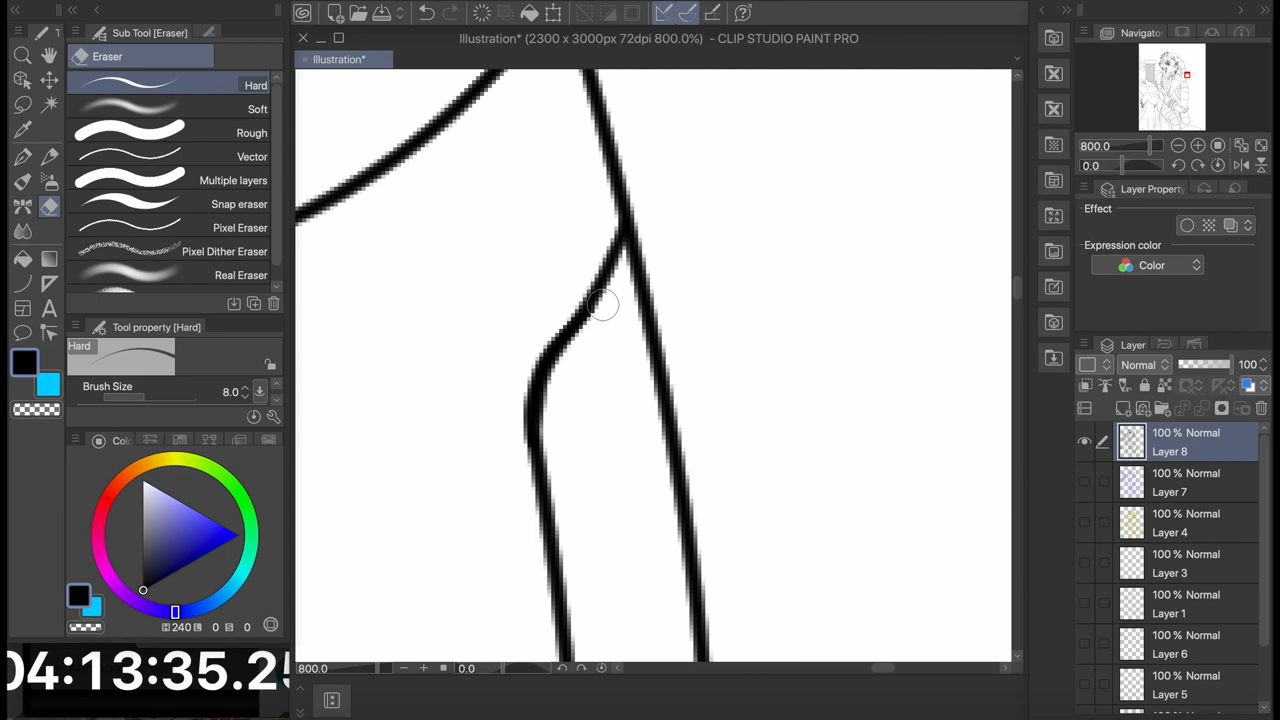 Sub Tool [Eraser]
Eraser
Hard
Soft
Rough
Vector
Multiple layers
Snap eraser
Pixel Eraser
Pixel Dither Eraser
Real Eraser
Tool property [Hard]
Hard
Brush Size 8.0
H 240 L 0 S 0
04:13:35.25
Illustration* (2300 x 3000px 72dpi 800.0%) - CLIP STUDIO PAINT PRO
Illustration*
800.0
0.0
Navigator
800.0
0.0
Layer Property
Effect
Expression color
Color
Layer
Normal 100
100 % Normal
Layer 8
100 % Normal
Layer 7
100 % Normal
Layer 4
100 % Normal
Layer 3
100 % Normal
Layer 1
100 % Normal
Layer 6
100 % Normal
Layer 5